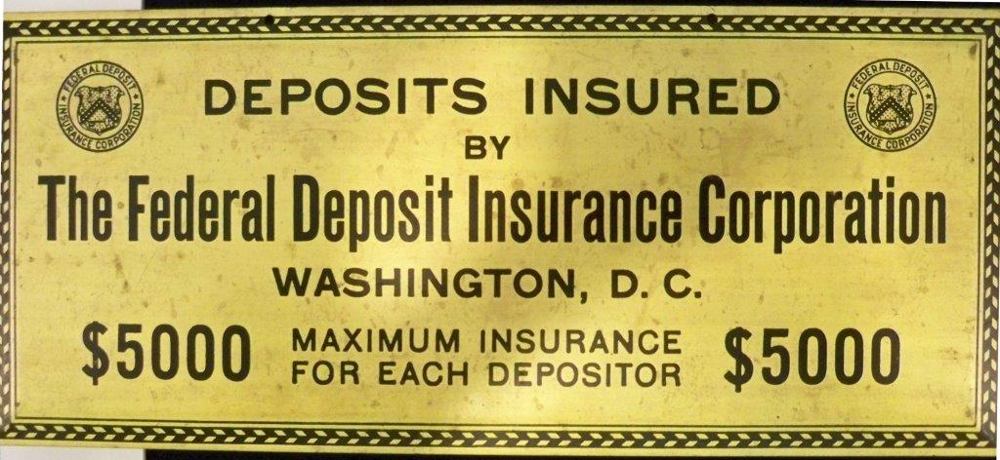 FEDERAL DEPOSIT INSURANCE CORPORATION
DEPOSITS INSURED
FEDERAL DEPOSIT INSURANCE CORPORATION
BY
The Federal Deposit Insurance Corporation
WASHINGTON, D. C.
$5000
MAXIMUM INSURANCE
FOR EACH DEPOSITOR
$5000